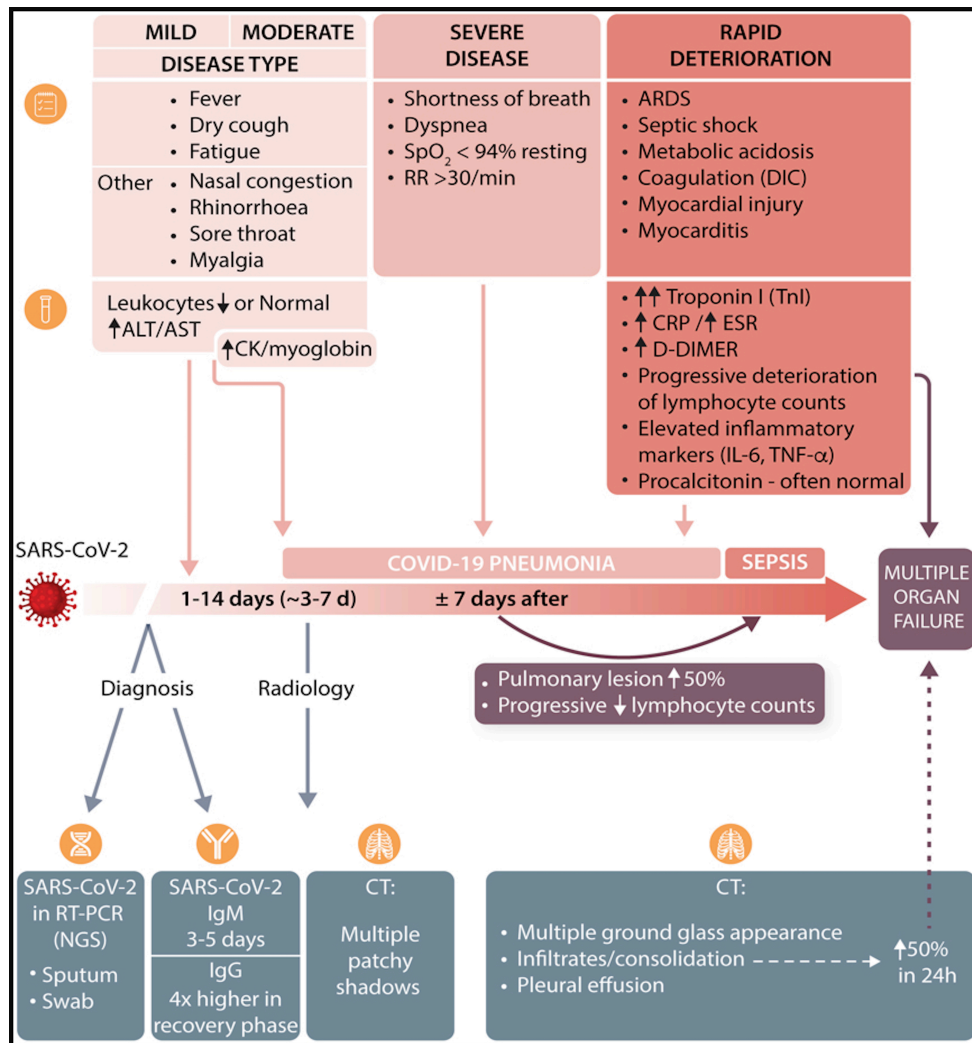 MILD
MODERATE
DISEASE TYPE
• Fever
• Dry cough
• Fatigue
Other
• Nasal congestion
• Rhinorrhoea
• Sore throat
• Myalgia
Leukocytes ↓ or Normal
↑ALT/AST
↑CK/myoglobin
SEVERE
DISEASE
• Shortness of breath
• Dyspnea
• SpO₂ < 94% resting
• RR >30/min
RAPID
DETERIORATION
• ARDS
• Septic shock
• Metabolic acidosis
• Coagulation (DIC)
• Myocardial injury
• Myocarditis
• ↑↑ Troponin I (TnI)
• ↑ CRP /↑ ESR
• ↑ D-DIMER
• Progressive deterioration
of lymphocyte counts
• Elevated inflammatory
markers (IL-6, TNF-α)
• Procalcitonin - often normal
SARS-CoV-2
COVID-19 PNEUMONIA
SEPSIS
1-14 days (~3-7 d)
± 7 days after
MULTIPLE
ORGAN
FAILURE
Diagnosis
Radiology
• Pulmonary lesion ↑ 50%
• Progressive ↓ lymphocyte counts
SARS-CoV-2
in RT-PCR
(NGS)
• Sputum
• Swab
SARS-CoV-2
IgM
3-5 days
IgG
4x higher in
recovery phase
CT:
Multiple
patchy
shadows
CT:
• Multiple ground glass appearance
• Infiltrates/consolidation
• Pleural effusion
↑50%
in 24h